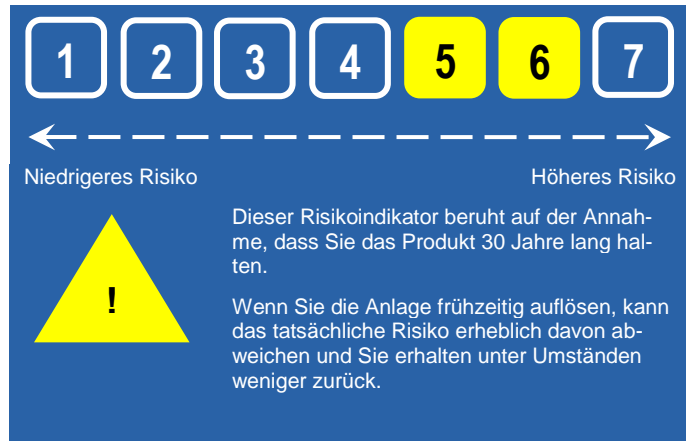 1 2 3 4 5 6 7
Niedrigeres Risiko Höheres Risiko
!
Dieser Risikoindikator beruht auf der Annah-
me, dass Sie das Produkt 30 Jahre lang hal-
ten.
Wenn Sie die Anlage frühzeitig auflösen, kann
das tatsächliche Risiko erheblich davon ab-
weichen und Sie erhalten unter Umständen
weniger zurück.